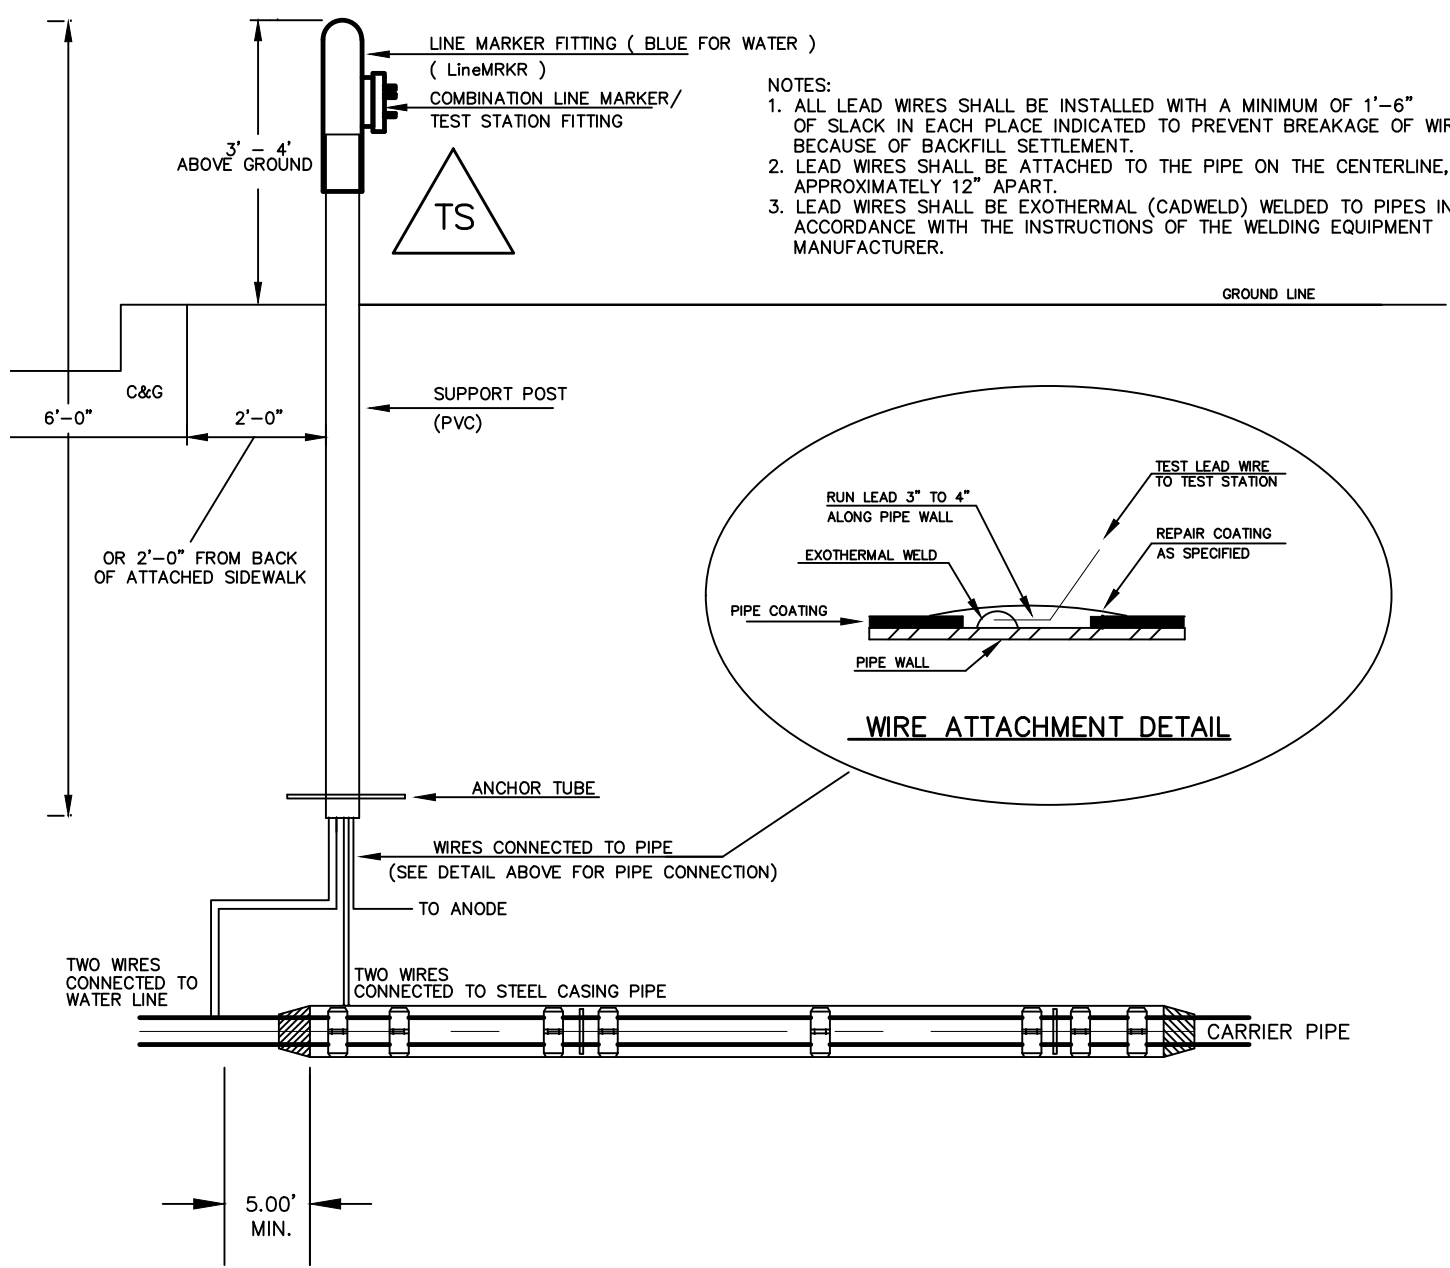 LINE MARKER FITTING ( BLUE FOR WATER )
( LineMRKR )
COMBINATION LINE MARKER/
TEST STATION FITTING
3' - 4'
ABOVE GROUND
TS
NOTES:
1. ALL LEAD WIRES SHALL BE INSTALLED WITH A MINIMUM OF 1'-6"
OF SLACK IN EACH PLACE INDICATED TO PREVENT BREAKAGE OF
BECAUSE OF BACKFILL SETTLEMENT.
2. LEAD WIRES SHALL BE ATTACHED TO THE PIPE ON THE CENTERLINE,
APPROXIMATELY 12" APART.
3. LEAD WIRES SHALL BE EXOTHERMAL (CADWELD) WELDED TO PIPES IN
ACCORDANCE WITH THE INSTRUCTIONS OF THE WELDING EQUIPMENT
MANUFACTURER.
GROUND LINE
C&G
6'-0"
2'-0"
SUPPORT POST
(PVC)
OR 2'-0" FROM BACK
OF ATTACHED SIDEWALK
TEST LEAD WIRE
TO TEST STATION
RUN LEAD 3" TO 4"
ALONG PIPE WALL
REPAIR COATING
AS SPECIFIED
EXOTHERMAL WELD
PIPE COATING
PIPE WALL
WIRE ATTACHMENT DETAIL
ANCHOR TUBE
WIRES CONNECTED TO PIPE
(SEE DETAIL ABOVE FOR PIPE CONNECTION)
TO ANODE
TWO WIRES
CONNECTED TO
WATER LINE
TWO WIRES
CONNECTED TO STEEL CASING PIPE
CARRIER PIPE
5.00'
MIN.